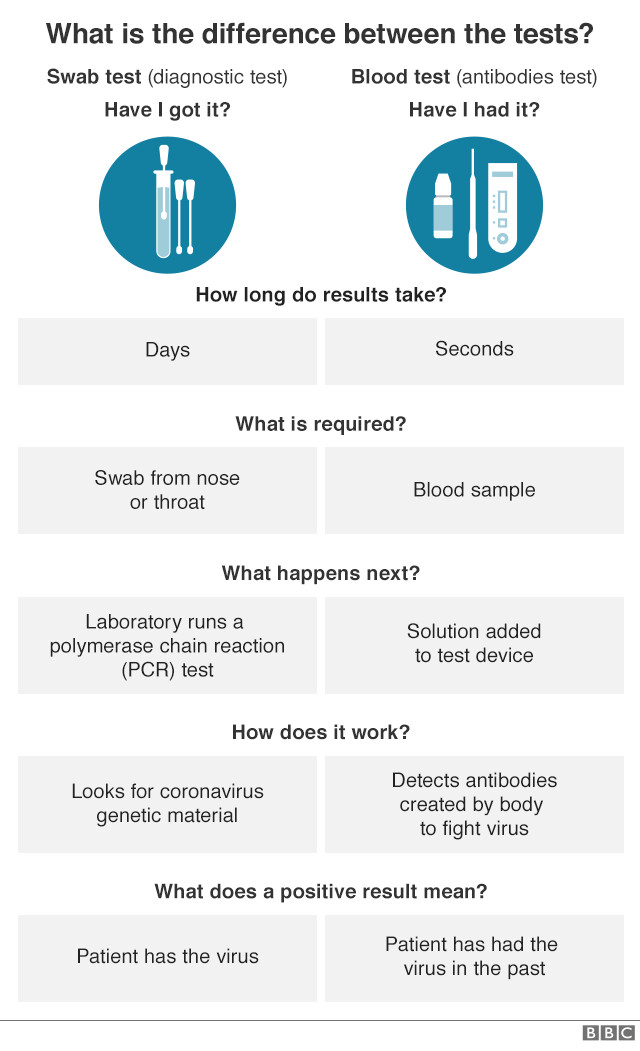 What is the difference between the tests?
Swab test (diagnostic test)
Have I got it?
Blood test (antibodies test)
Have I had it?
How long do results take?
Days
Seconds
What is required?
Swab from nose
or throat
Blood sample
What happens next?
Laboratory runs a
polymerase chain reaction
(PCR) test
Solution added
to test device
How does it work?
Looks for coronavirus
genetic material
Detects antibodies
created by body
to fight virus
What does a positive result mean?
Patient has the virus
Patient has had the
virus in the past
BBC